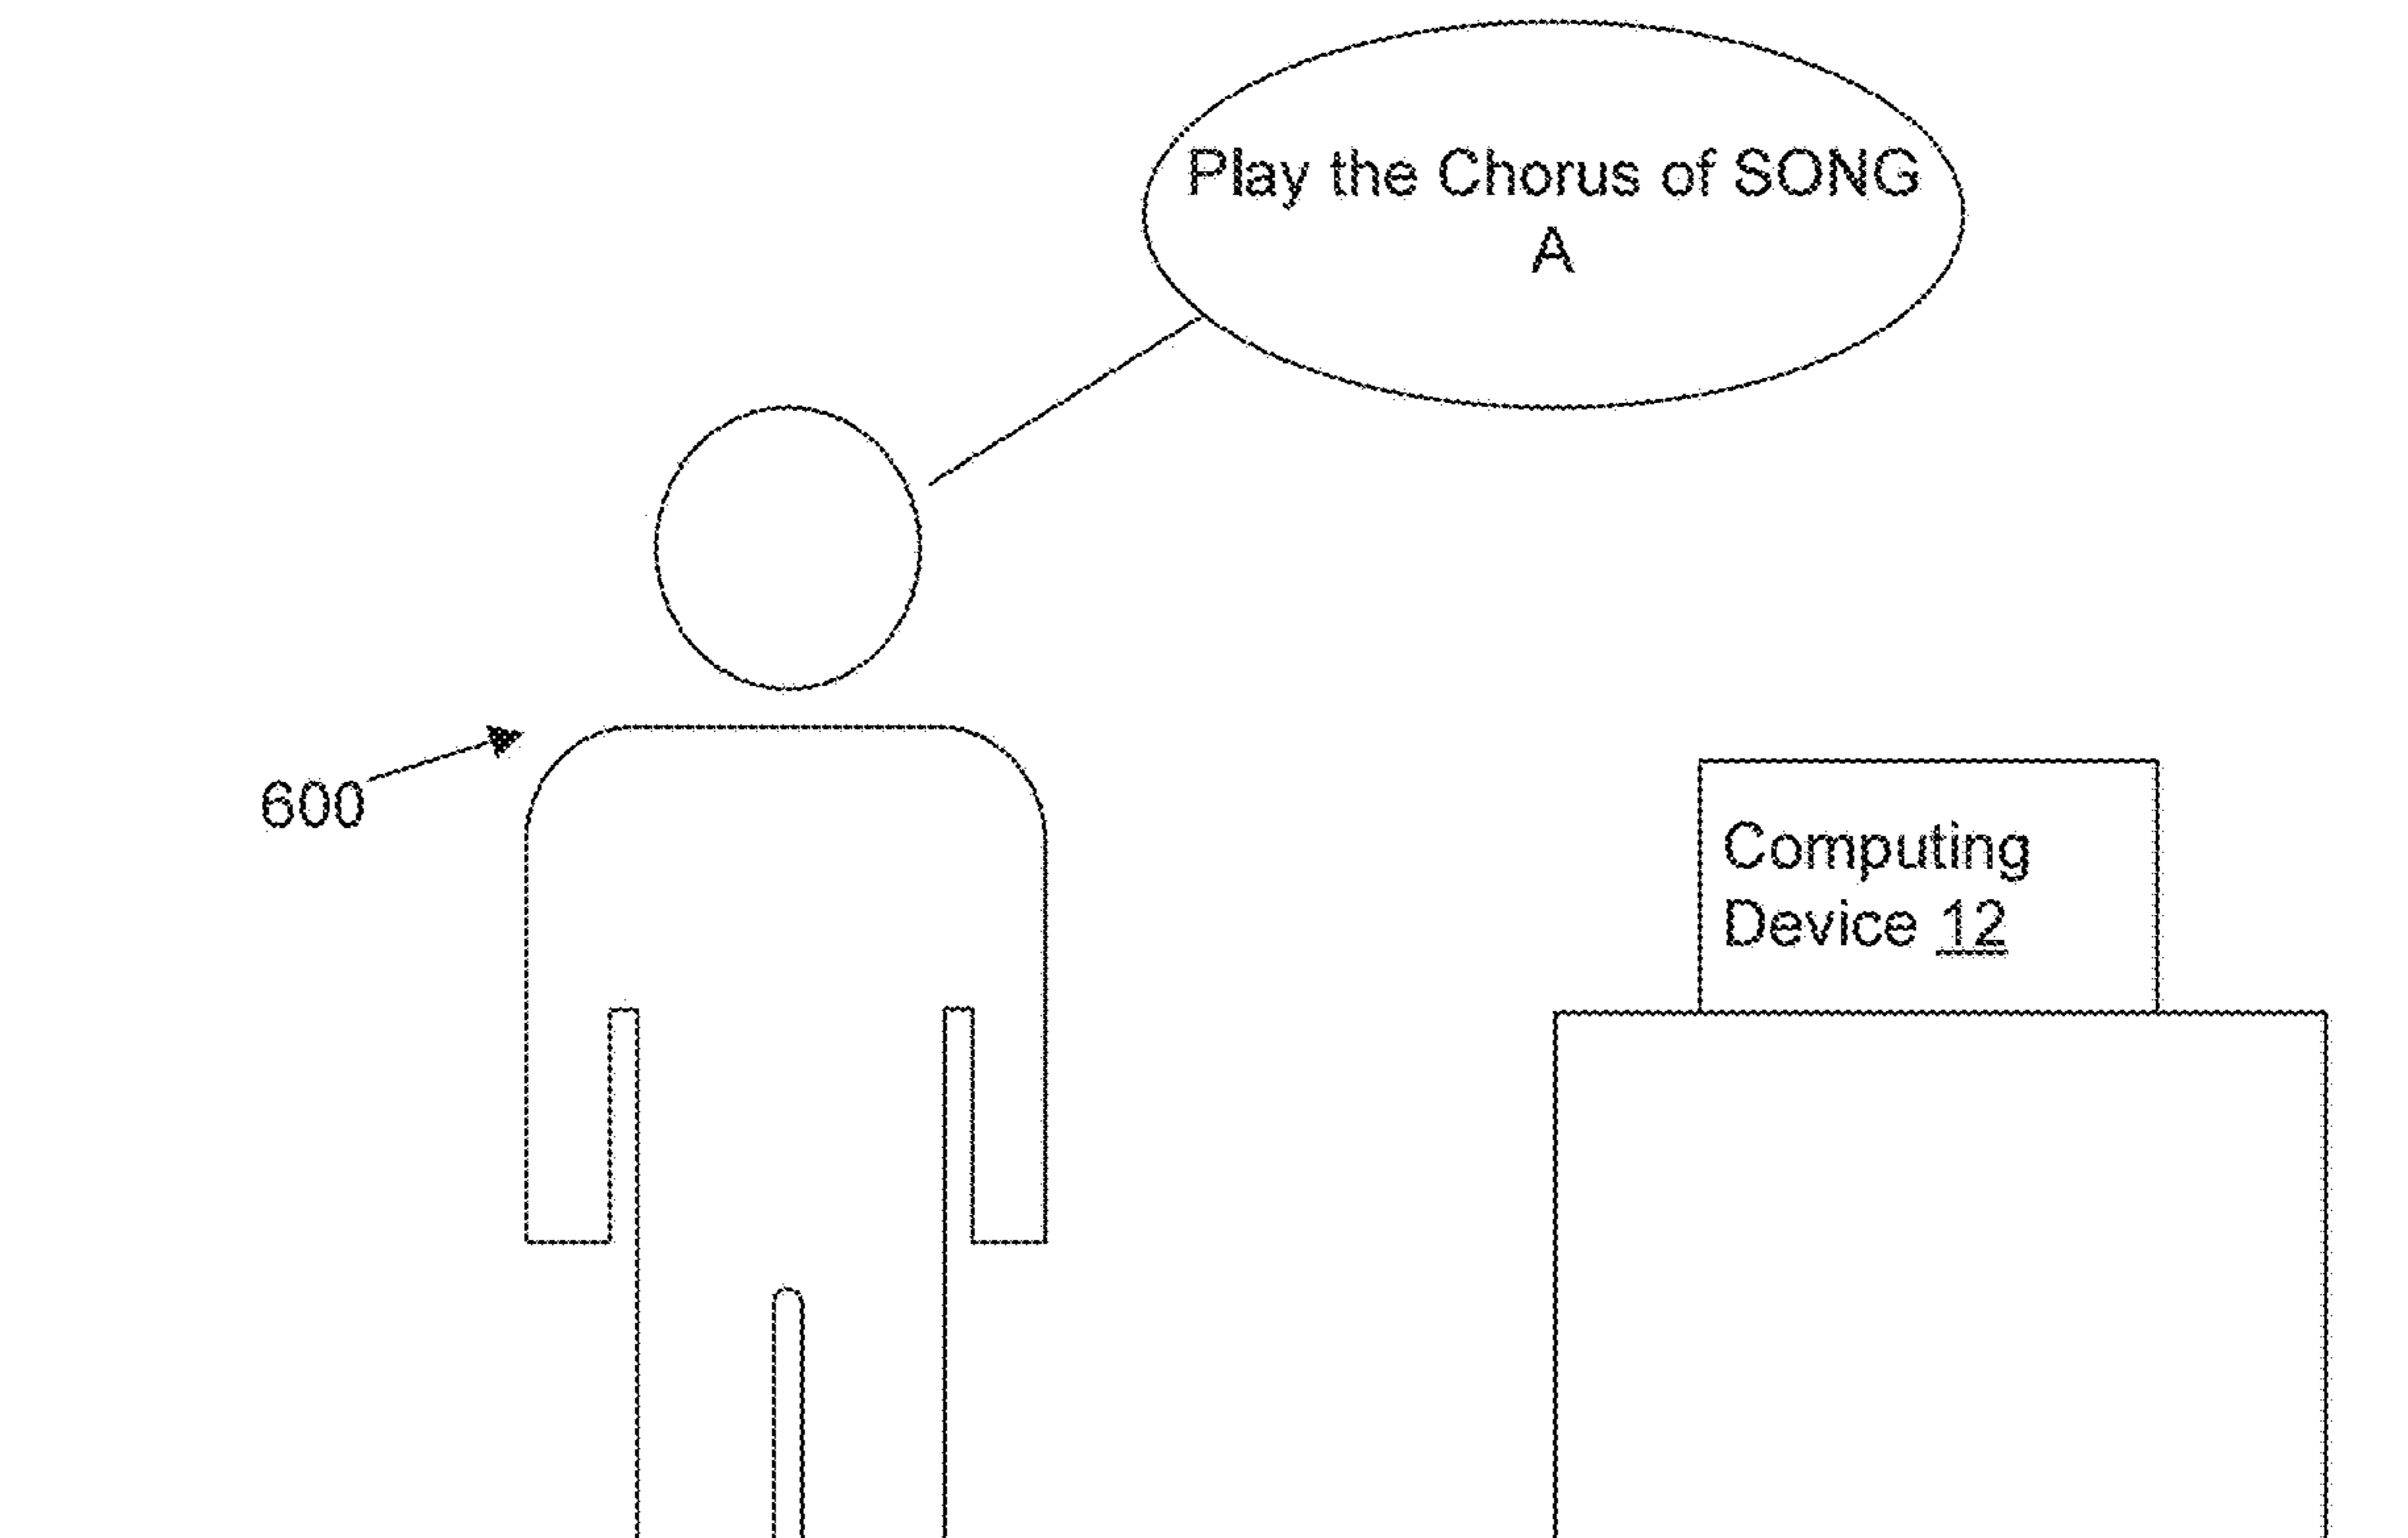 Play the Chorus of SONG
A
600
Computing
Device 12